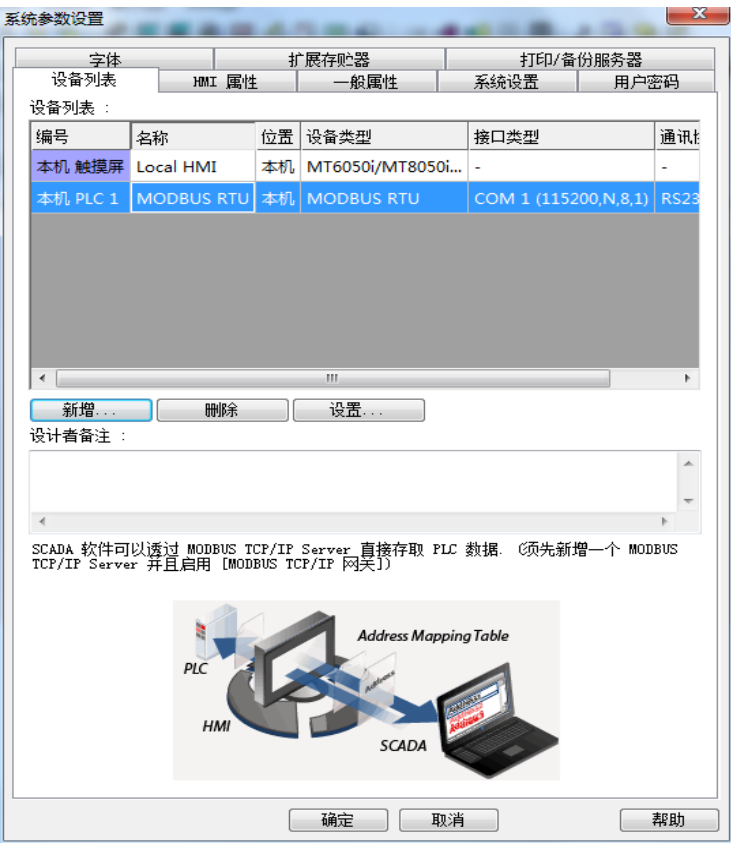 系统参数设置
字体 扩展存贮器 打印/备份服务器
设备列表 HMI 属性 一般属性 系统设置 用户密码
设备列表 :
编号 名称 位置 设备类型 接口类型 通讯
本机 触摸屏 Local HMI 本机 MT6050i/MT8050i... - -
本机 PLC 1 MODBUS RTU 本机 MODBUS RTU COM 1 (115200,N,8,1) RS23
新增... 删除 设置...
设计者备注 :
SCADA 软件可以透过 MODBUS TCP/IP Server 直接存取 PLC 数据. (须先新增一个 MODBUS
TCP/IP Server 并且启用 [MODBUS TCP/IP 网关])
Address Mapping Table
Address
PLC
HMI
SCADA
确定 取消 帮助